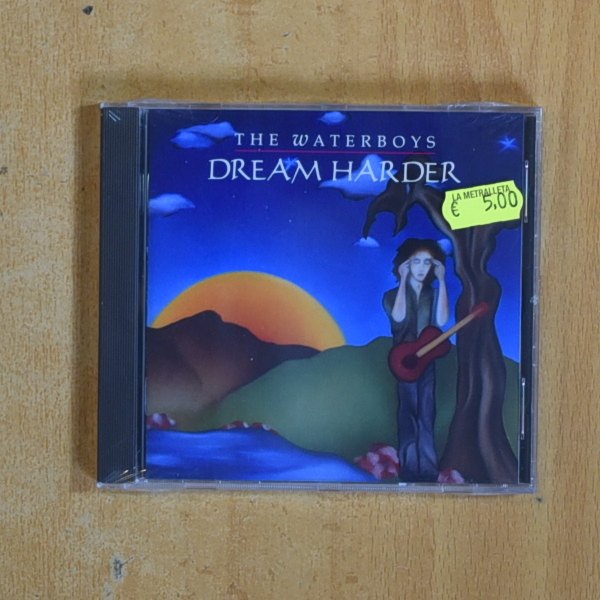 THE WATERBOYS
DREAM HARDER
LA METRALLETA
€ 5,00